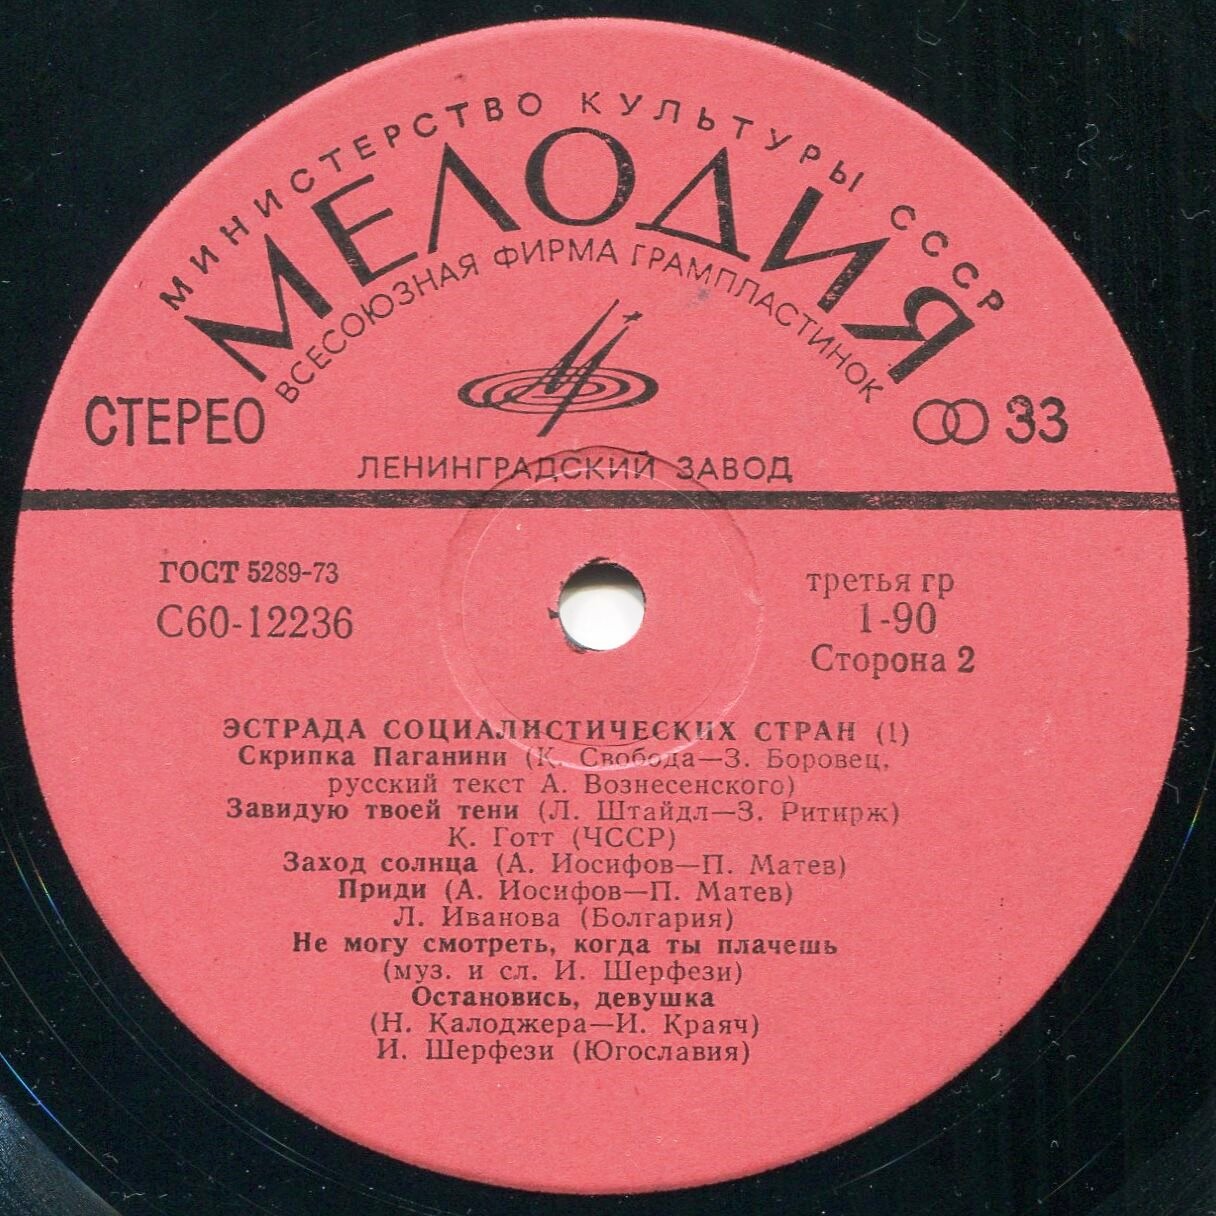 МИНИСТЕРСТВО КУЛЬТУРЫ СССР
МЕЛОДИЯ
ВСЕСОЮЗНАЯ ФИРМА ГРАМПЛАСТИНОК
СТЕРЕО
33
ЛЕНИНГРАДСКИЙ ЗАВОД
ГОСТ 5289-73
С60-12236
третья гр
1-90
Сторона 2
ЭСТРАДА СОЦИАЛИСТИЧЕСКИХ СТРАН (1)
Скрипка Паганини (К. Свобода—З. Боровец,
русский текст А. Вознесенского)
Завидую твоей тени (Л. Штайдл—З. Ритирж)
К. Готт (ЧССР)
Заход солнца (А. Иосифов—П. Матев)
Приди (А. Иосифов—П. Матев)
Л. Иванова (Болгария)
Не могу смотреть, когда ты плачешь
(муз. и сл. И. Шерфези)
Остановись, девушка
(Н. Калоджера—И. Краяч)
И. Шерфези (Югославия)